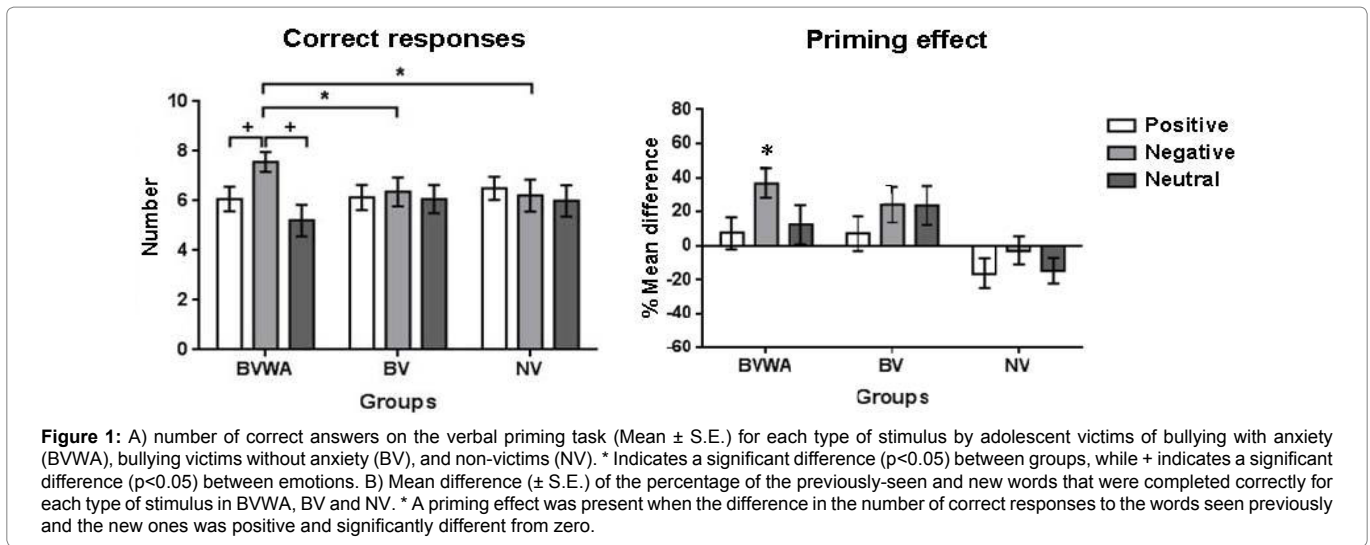 Correct responses
Priming effect
*
*
+ +
10
8
6
4
2
0
Number
BVWA BV NV
Groups
80
60
40
20
0
-20
-40
-60
% Mean difference
*
BVWA BV NV
Groups
Positive
Negative
Neutral
Figure 1: A) number of correct answers on the verbal priming task (Mean ± S.E.) for each type of stimulus by adolescent victims of bullying with anxiety
(BVWA), bullying victims without anxiety (BV), and non-victims (NV). * Indicates a significant difference (p<0.05) between groups, while + indicates a significant
difference (p<0.05) between emotions. B) Mean difference (± S.E.) of the percentage of the previously-seen and new words that were completed correctly for
each type of stimulus in BVWA, BV and NV. * A priming effect was present when the difference in the number of correct responses to the words seen previously
and the new ones was positive and significantly different from zero.